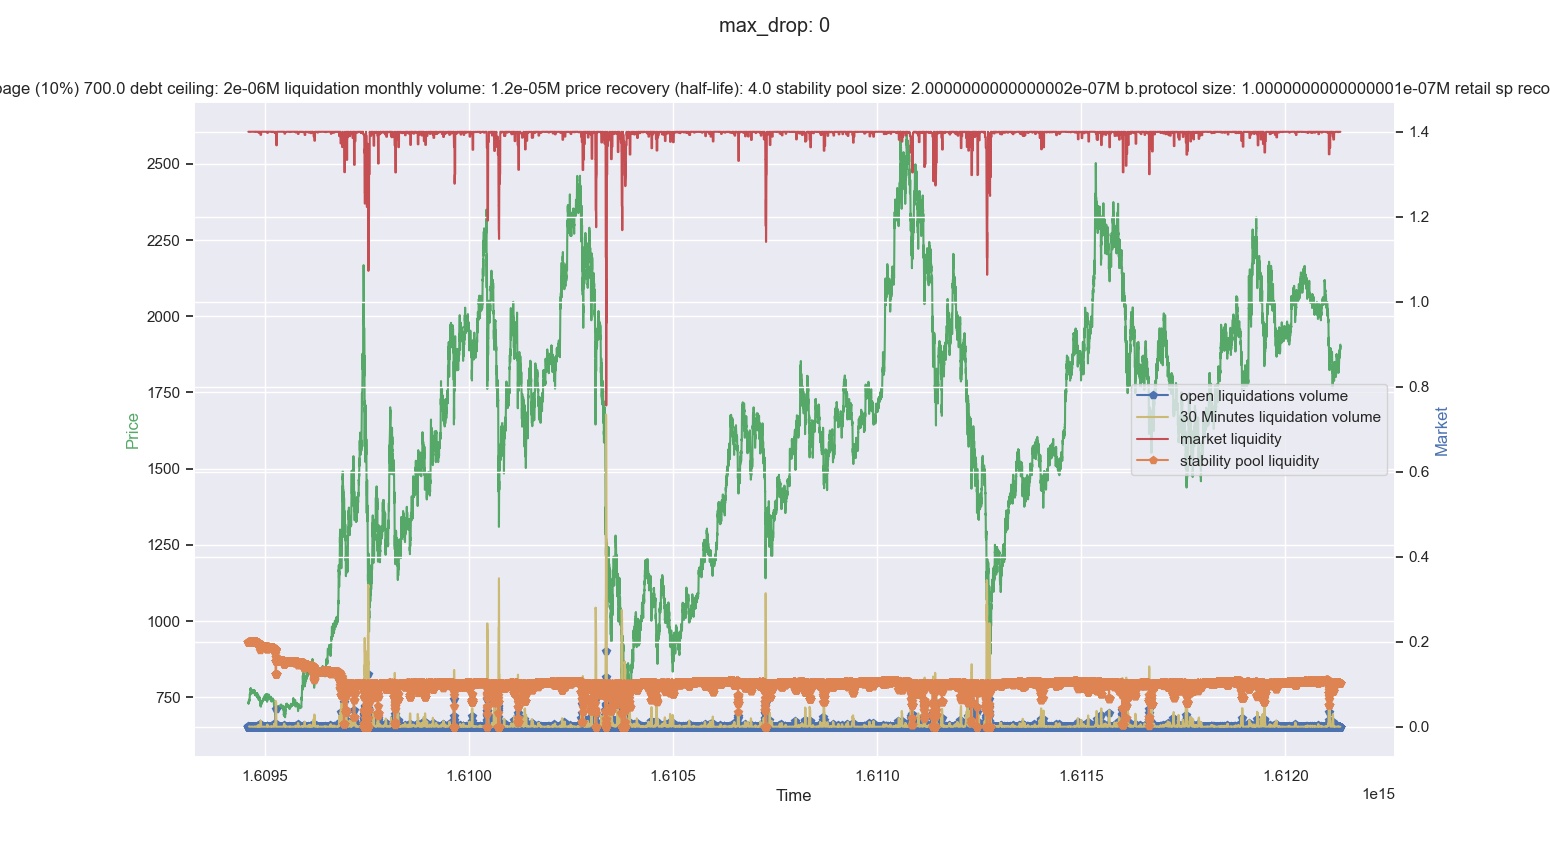 max_drop: 0
page (10%) 700.0 debt ceiling: 2e-06M liquidation monthly volume: 1.2e-05M price recovery (half-life): 4.0 stability pool size: 2.0000000000000002e-07M b.protocol size: 1.0000000000000001e-07M retail sp reco
2500
2250
2000
1750
1500
1250
1000
750
Price
1.4
1.2
1.0
0.8
0.6
0.4
0.2
0.0
Market
open liquidations volume
30 Minutes liquidation volume
market liquidity
stability pool liquidity
1.6095
1.6100
1.6105
1.6110
1.6115
1.6120
Time
1e15